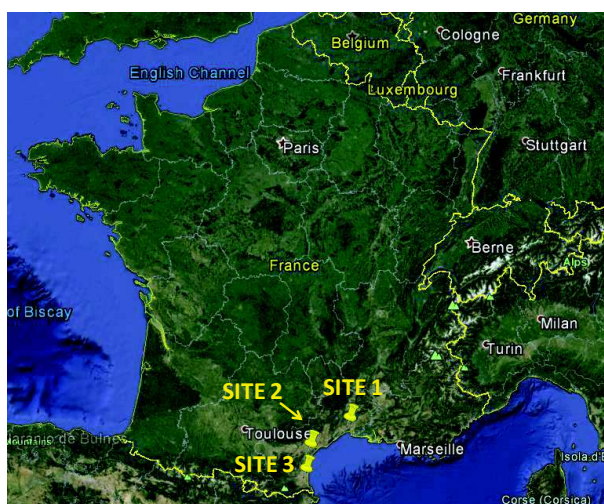 Germany
Cologne
Belgium
English Channel
Frankfurt
Luxembourg
Paris
Stuttgart
Berne
France
Alps
of Biscay
Milan
Turin
SITE 2
SITE 1
Toulouse
Marseille
SITE 3
Isola d'E
Corse (Corsica)